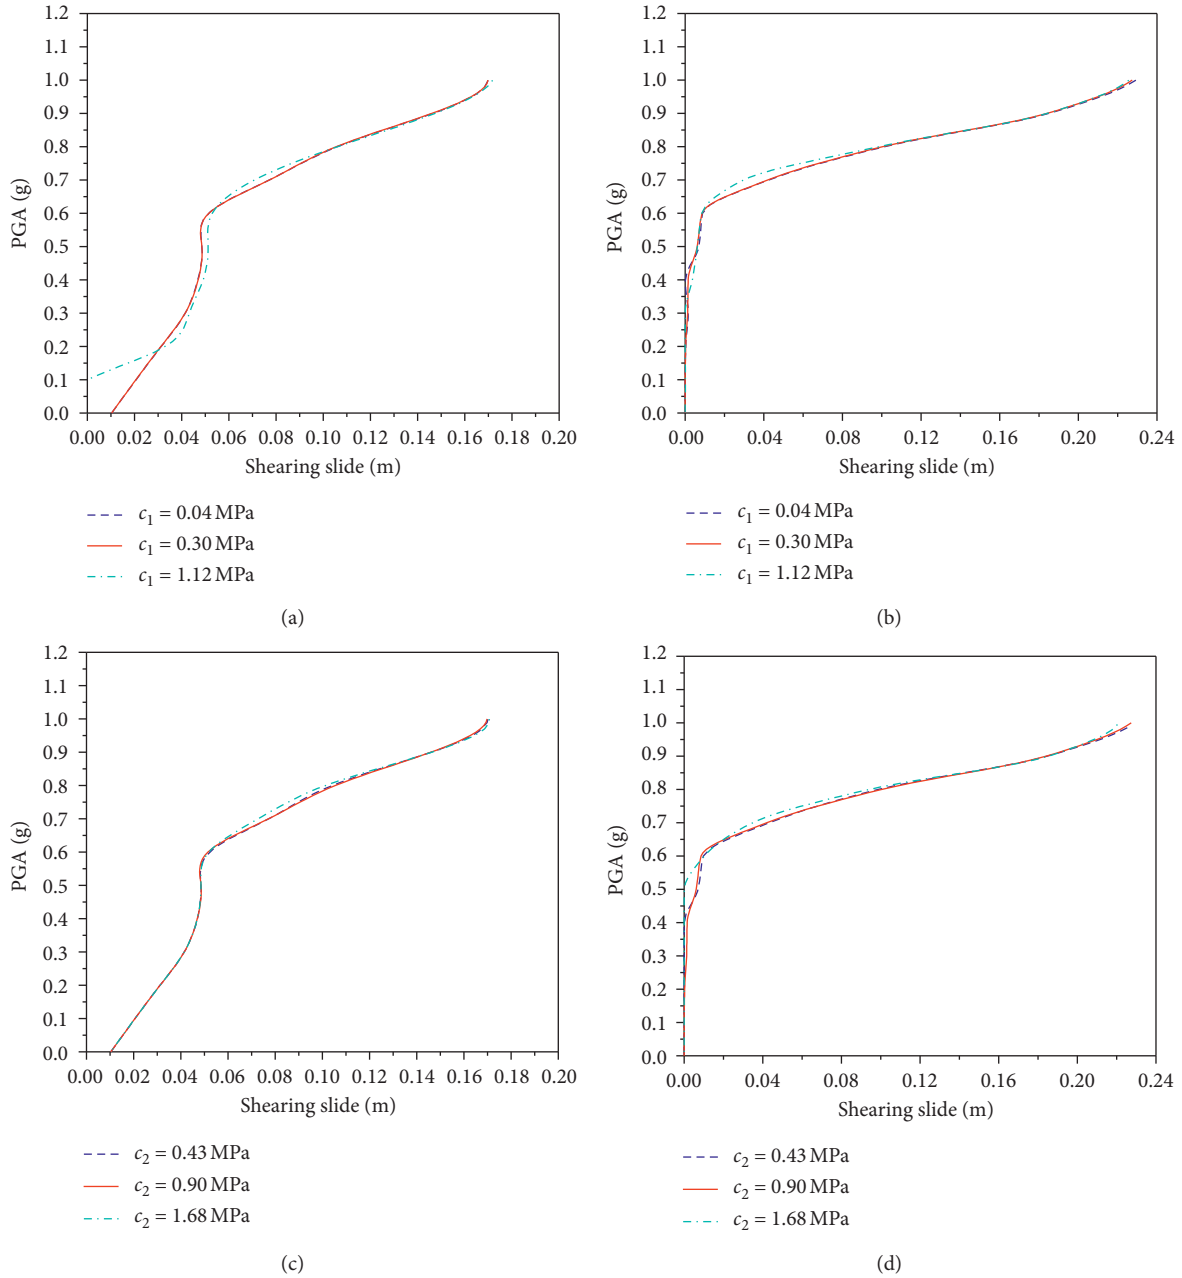 1.2
1.1
1.0
0.9
0.8
0.7
0.6
0.5
0.4
0.3
0.2
0.1
0.0
PGA (g)
0.00 0.02 0.04 0.06 0.08 0.10 0.12 0.14 0.16 0.18 0.20
Shearing slide (m)
c1 = 0.04 MPa
c1 = 0.30 MPa
c1 = 1.12 MPa
(a)
1.2
1.1
1.0
0.9
0.8
0.7
0.6
0.5
0.4
0.3
0.2
0.1
0.0
PGA (g)
0.00 0.04 0.08 0.12 0.16 0.20 0.24
Shearing slide (m)
c1 = 0.04 MPa
c1 = 0.30 MPa
c1 = 1.12 MPa
(b)
1.2
1.1
1.0
0.9
0.8
0.7
0.6
0.5
0.4
0.3
0.2
0.1
0.0
PGA (g)
0.00 0.02 0.04 0.06 0.08 0.10 0.12 0.14 0.16 0.18 0.20
Shearing slide (m)
c2 = 0.43 MPa
c2 = 0.90 MPa
c2 = 1.68 MPa
(c)
1.2
1.1
1.0
0.9
0.8
0.7
0.6
0.5
0.4
0.3
0.2
0.1
0.0
PGA (g)
0.00 0.04 0.08 0.12 0.16 0.20 0.24
Shearing slide (m)
c2 = 0.43 MPa
c2 = 0.90 MPa
c2 = 1.68 MPa
(d)